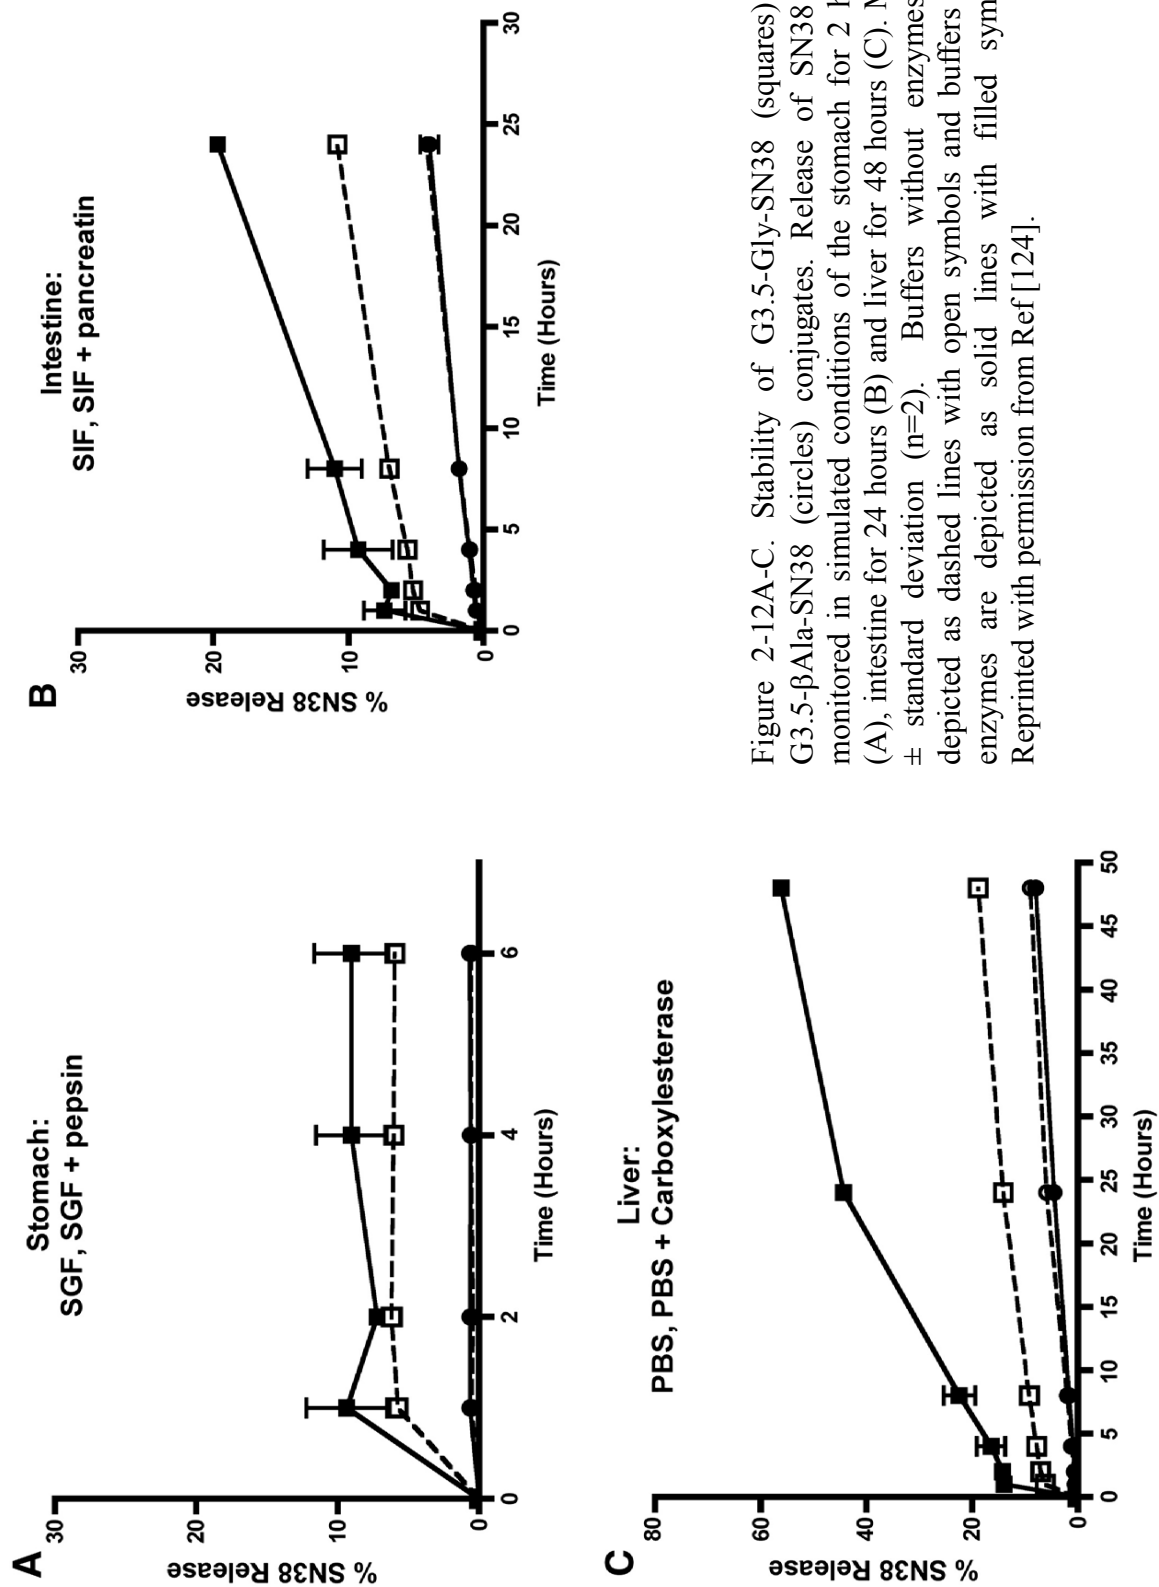 A
Stomach:
SGF, SGF + pepsin
% SN38 Release
30
20
10
0
0
2
4
6
Time (Hours)
B
Intestine:
SIF, SIF + pancreatin
% SN38 Release
30
20
10
0
0
5
10
15
20
25
30
Time (Hours)
C
Liver:
PBS, PBS + Carboxylesterase
% SN38 Release
80
60
40
20
0
0
5
10
15
20
25
30
35
40
45
50
Time (Hours)
Figure 2-12A-C. Stability of G3.5-Gly-SN38 (squares)
G3.5-βAla-SN38 (circles) conjugates. Release of SN38
monitored in simulated conditions of the stomach for 2
(A), intestine for 24 hours (B) and liver for 48 hours (C).
± standard deviation (n=2). Buffers without enzymes
depicted as dashed lines with open symbols and buffers
enzymes are depicted as solid lines with filled
Reprinted with permission from Ref [124].